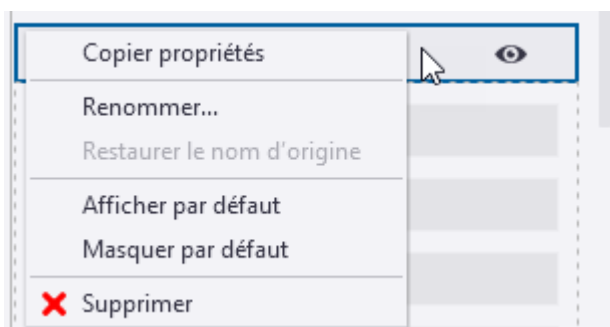 Copier propriétés
Renommer...
Restaurer le nom d'origine
Afficher par défaut
Masquer par défaut
Supprimer